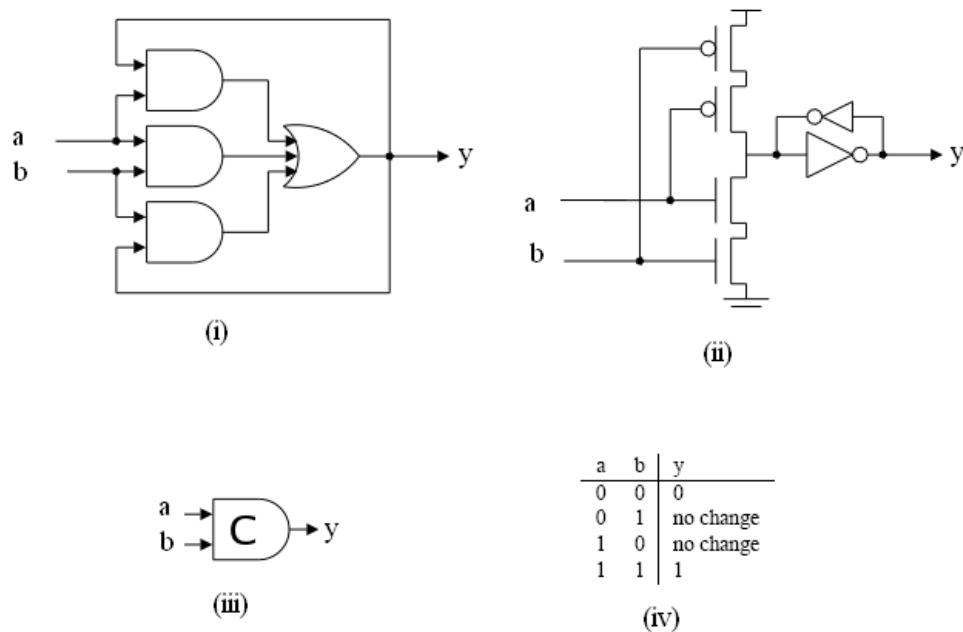 a
b
y
(i)
a
b
y
(ii)
a
b
C
y
(iii)
a b y
0 0 0
0 1 no change
1 0 no change
1 1 1
(iv)